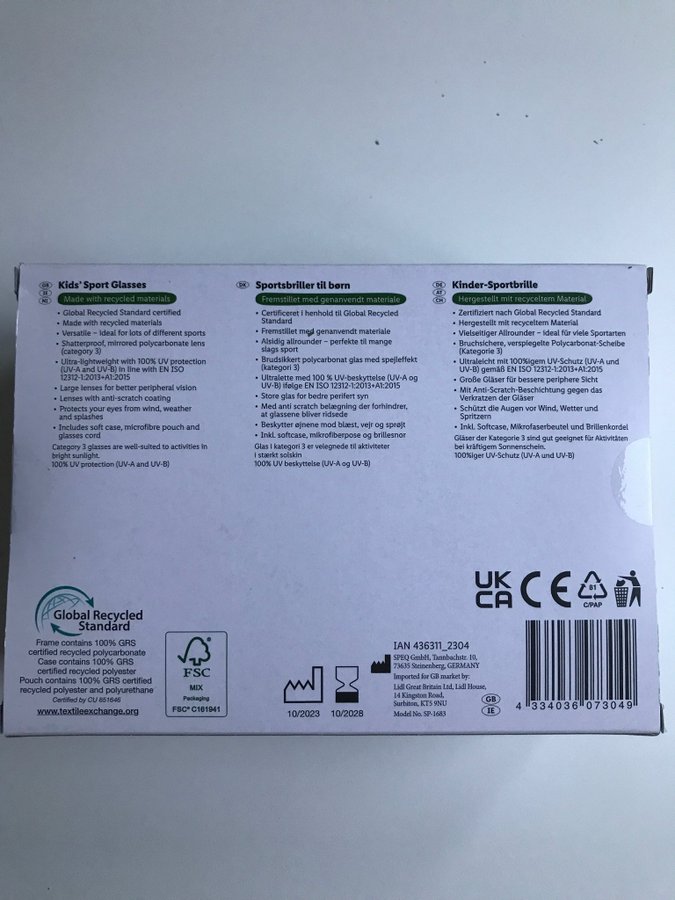 GB
IE
NI
Kids' Sport Glasses
Made with recycled materials
• Global Recycled Standard certified
• Made with recycled materials
• Versatile – ideal for lots of different sports
• Shatterproof, mirrored polycarbonate lens
(category 3)
• Ultra-lightweight with 100% UV protection
(UV-A and UV-B) in line with EN ISO
12312-1:2013+A1:2015
• Large lenses for better peripheral vision
• Lenses with anti-scratch coating
• Protects your eyes from wind, weather
and splashes
• Includes soft case, microfibre pouch and
glasses cord
Category 3 glasses are well-suited to activities in
bright sunlight.
100% UV protection (UV-A and UV-B)
DK
Sportsbriller til børn
Fremstillet med genanvendt materiale
• Certificeret i henhold til Global Recycled
Standard
• Fremstillet med genanvendte materiale
• Alsidig allrounder – perfekte til mange
slags sport
• Brudsikkert polycarbonat glas med spejleffekt
(kategori 3)
• Ultralette med 100 % UV-beskyttelse (UV-A og
UV-B) ifølge EN ISO 12312-1:2013+A1:2015
• Store glas for bedre perifert syn
• Med anti scratch belægning der forhindrer,
at glassene bliver ridsede
• Beskytter øjnene mod blæst, vejr og sprøjt
• Inkl. softcase, mikrofiberpose og brillesnor
Glas i kategori 3 er velegnede til aktiviteter
i stærkt solskin
100% UV beskyttelse (UV-A og UV-B)
DE
AT
CH
Kinder-Sportbrille
Hergestellt mit recyceltem Material
• Zertifiziert nach Global Recycled Standard
• Hergestellt mit recyceltem Material
• Vielseitiger Allrounder – ideal für viele Sportarten
• Bruchsichere, verspiegelte Polycarbonat-Scheibe
(Kategorie 3)
• Ultraleicht mit 100%igem UV-Schutz (UV-A und
UV-B) gemäß EN ISO 12312-1:2013+A1:2015
• Große Gläser für bessere periphere Sicht
• Mit Anti-Scratch-Beschichtung gegen das
Verkratzen der Gläser
• Schützt die Augen vor Wind, Wetter und
Spritzern
• Inkl. Softcase, Mikrofaserbeutel und Brillenkordel
Gläser der Kategorie 3 sind gut geeignet für Aktivitäten
bei kräftigem Sonnenschein.
100%iger UV-Schutz (UV-A und UV-B)
Global Recycled
Standard
Frame contains 100% GRS
certified recycled polycarbonate
Case contains 100% GRS
certified recycled polyester
Pouch contains 100% GRS certified
recycled polyester and polyurethane
Certified by CU 851646
www.textileexchange.org
FSC
MIX
Packaging
FSC® C161941
10/2023
10/2028
IAN 436311_2304
SPEQ GmbH, Tannbachstr. 10,
73635 Steinenberg, GERMANY
Imported for GB market by:
Lidl Great Britain Ltd, Lidl House,
14 Kingston Road,
Surbiton, KT5 9NU
Model No. SP-1683
GB
IE
UK
CA
CE
81
C/PAP
4 334036 073049